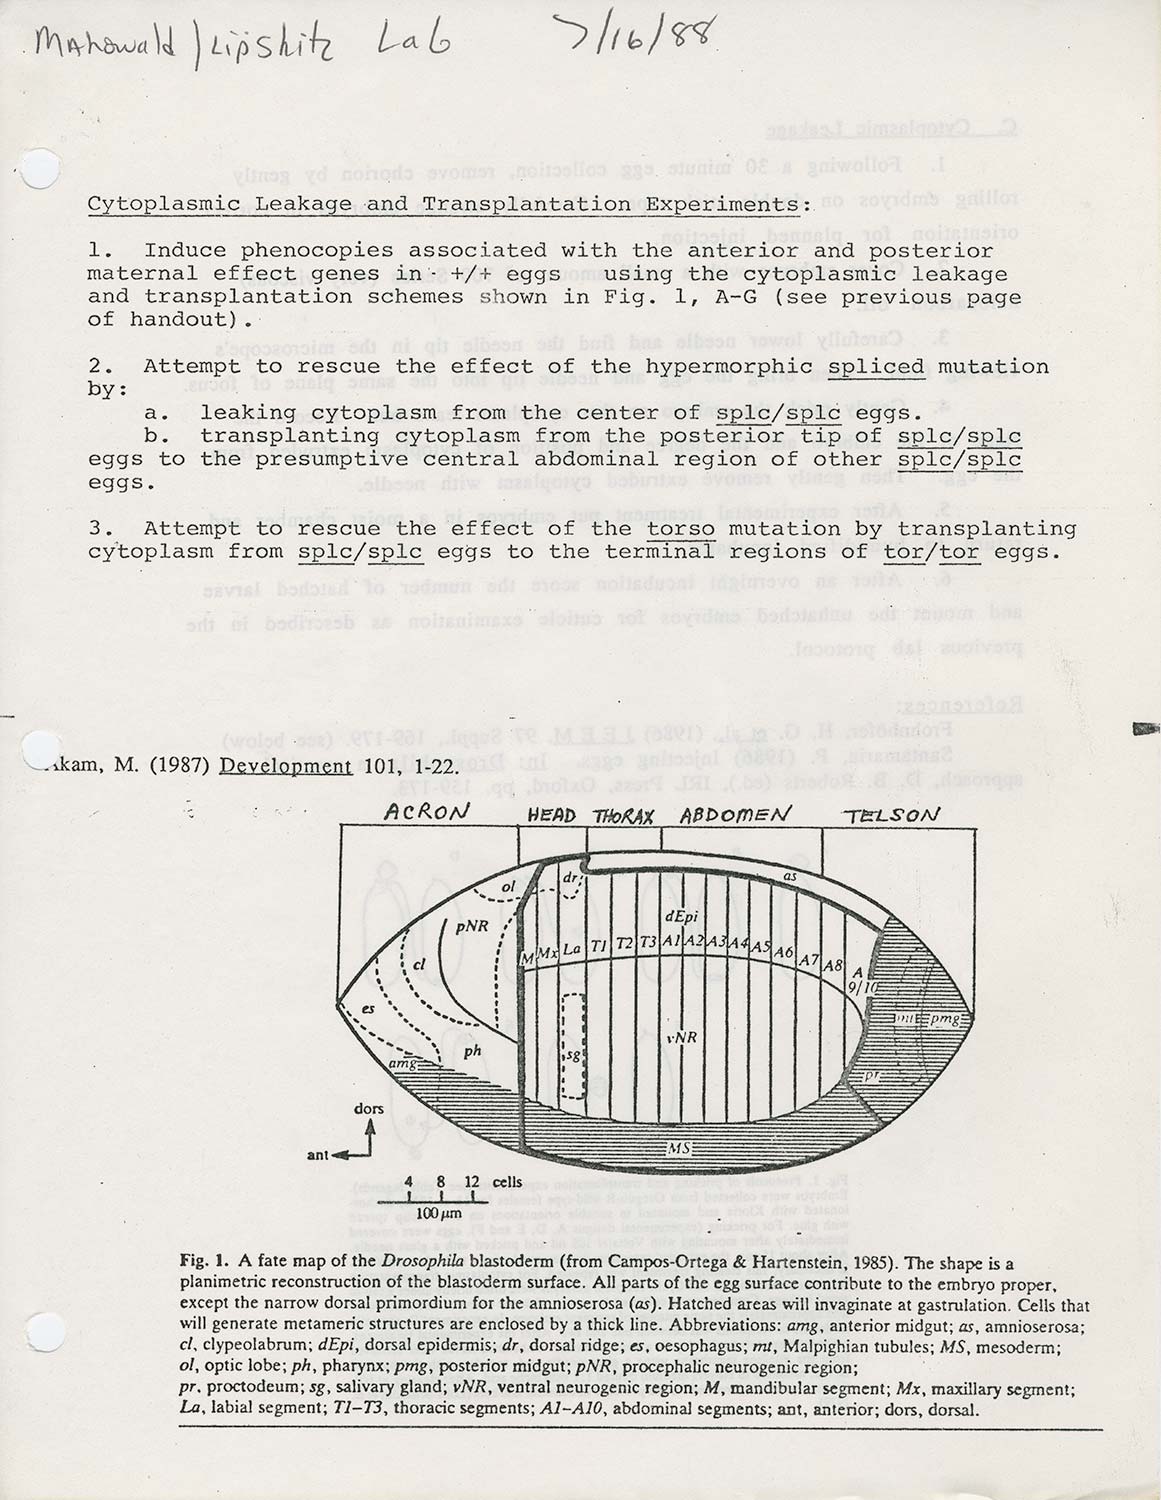 Mahowald / Lipshitz Lab 7/16/88
Cytoplasmic Leakage and Transplantation Experiments:
1. Induce phenocopies associated with the anterior and posterior
maternal effect genes in +/+ eggs using the cytoplasmic leakage
and transplantation schemes shown in Fig. 1, A-G (see previous page
of handout).
2. Attempt to rescue the effect of the hypermorphic spliced mutation
by:
a. leaking cytoplasm from the center of splc/splc eggs.
b. transplanting cytoplasm from the posterior tip of splc/splc
eggs to the presumptive central abdominal region of other splc/splc
eggs.
3. Attempt to rescue the effect of the torso mutation by transplanting
cytoplasm from splc/splc eggs to the terminal regions of tor/tor eggs.
Akam, M. (1987) Development 101, 1-22.
ACRON HEAD THORAX ABDOMEN TELSON
ol dr as
pNR dEpi
cl M Mx La T1 T2 T3 A1 A2 A3 A4 A5 A6 A7 A8 A
9/10
es mt pmg
ph sg vNR
amg pr
MS
dors
ant
4 8 12 cells
100 μm
Fig. 1. A fate map of the Drosophila blastoderm (from Campos-Ortega & Hartenstein, 1985). The shape is a
planimetric reconstruction of the blastoderm surface. All parts of the egg surface contribute to the embryo proper,
except the narrow dorsal primordium for the amnioserosa (as). Hatched areas will invaginate at gastrulation. Cells that
will generate metameric structures are enclosed by a thick line. Abbreviations: amg, anterior midgut; as, amnioserosa;
cl, clypeolabrum; dEpi, dorsal epidermis; dr, dorsal ridge; es, oesophagus; mt, Malpighian tubules; MS, mesoderm;
ol, optic lobe; ph, pharynx; pmg, posterior midgut; pNR, procephalic neurogenic region;
pr, proctodeum; sg, salivary gland; vNR, ventral neurogenic region; M, mandibular segment; Mx, maxillary segment;
La, labial segment; T1–T3, thoracic segments; A1–A10, abdominal segments; ant, anterior; dors, dorsal.